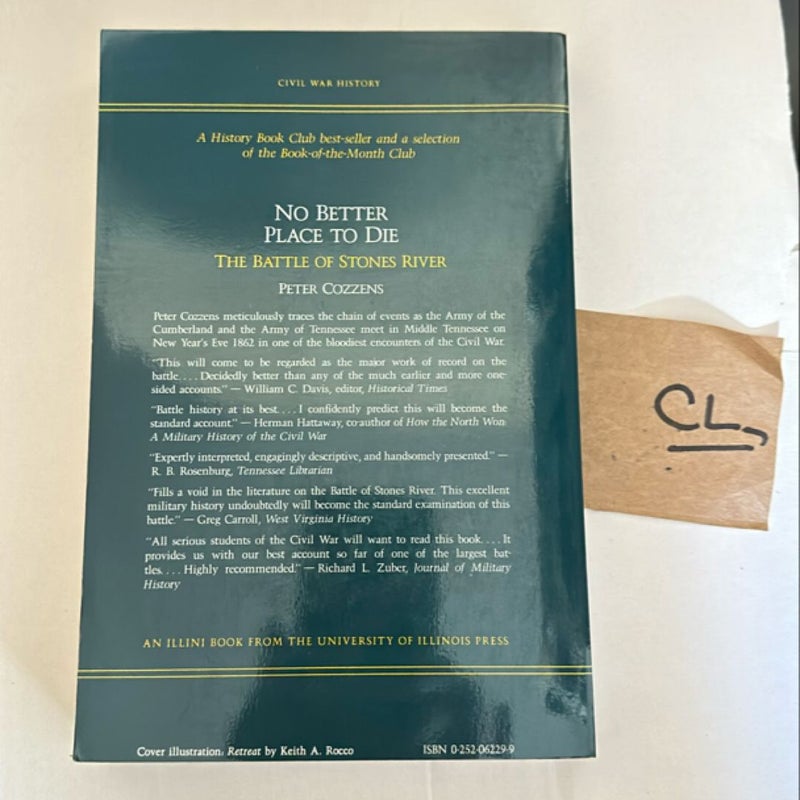 CIVIL WAR HISTORY
A History Book Club best-seller and a selection
of the Book-of-the-Month Club
NO BETTER
PLACE TO DIE
THE BATTLE OF STONES RIVER
PETER COZZENS
Peter Cozzens meticulously traces the chain of events as the Army of the
Cumberland and the Army of Tennessee meet in Middle Tennessee on
New Year's Eve 1862 in one of the bloodiest encounters of the Civil War.
"This will come to be regarded as the major work of record on the
battle.... Decidedly better than any of the much earlier and more one-
sided accounts." — William C. Davis, editor, Historical Times
"Battle history at its best.... I confidently predict this will become the
standard account." — Herman Hattaway, co-author of How the North Won:
A Military History of the Civil War
"Expertly interpreted, engagingly descriptive, and handsomely presented." —
R. B. Rosenburg, Tennessee Librarian
"Fills a void in the literature on the Battle of Stones River. This excellent
military history undoubtedly will become the standard examination of this
battle." — Greg Carroll, West Virginia History
"All serious students of the Civil War will want to read this book.... It
provides us with our best account so far of one of the largest bat-
tles.... Highly recommended." — Richard L. Zuber, Journal of Military
History
AN ILLINI BOOK FROM THE UNIVERSITY OF ILLINOIS PRESS
Cover illustration: Retreat by Keith A. Rocco ISBN 0-252-06229-9
CL,